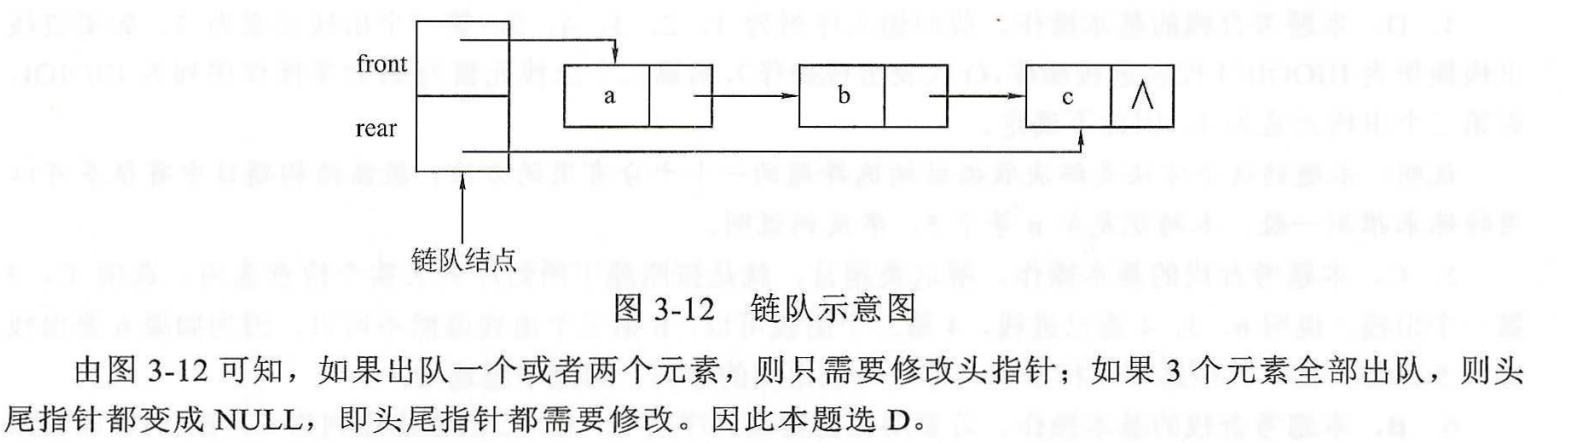 front
rear
a
b
c
∧
链队结点
图 3-12 链队示意图
由图 3-12 可知，如果出队一个或者两个元素，则只需要修改头指针；如果 3 个元素全部出队，则头
尾指针都变成 NULL，即头尾指针都需要修改。因此本题选 D。